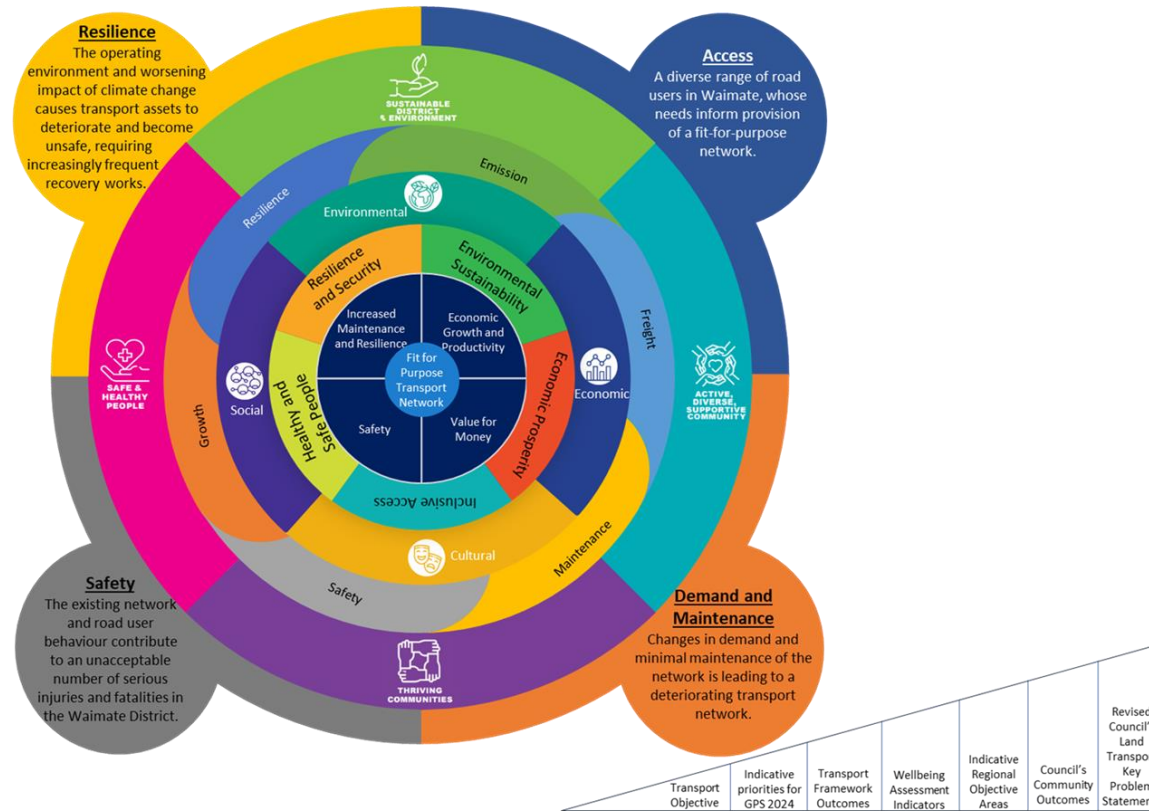 Resilience
The operating
environment and worsening
impact of climate change
causes transport assets to
deteriorate and become
unsafe, requiring
increasingly frequent
recovery works.
Access
A diverse range of road
users in Waimate, whose
needs inform provision
of a fit-for-purpose
network.
SUSTAINABLE
DISTRICT
& ENVIRONMENT
Emission
Resilience
Environmental
Resilience
and Security
Environmental
Sustainability
Increased
Maintenance
and Resilience
Economic
Growth and
Productivity
Freight
Fit for
Purpose
Transport
Network
SAFE &
HEALTHY
PEOPLE
Social
Economic
ACTIVE,
DIVERSE,
SUPPORTIVE
COMMUNITY
Growth
Healthy and
Safe People
Economic Prosperity
Safety
Value for
Money
Inclusive Access
Cultural
Maintenance
Safety
THRIVING
COMMUNITIES
Safety
The existing network
and road user
behaviour contribute
to an unacceptable
number of serious
injuries and fatalities in
the Waimate District.
Demand and
Maintenance
Changes in demand and
minimal maintenance of the
network is leading to a
deteriorating transport
network.
Transport
Objective
Indicative
priorities for
GPS 2024
Transport
Framework
Outcomes
Wellbeing
Assessment
Indicators
Indicative
Regional
Objective
Areas
Council's
Community
Outcomes
Revised
Council'
Land
Transpor
Key
Problem
Statemen